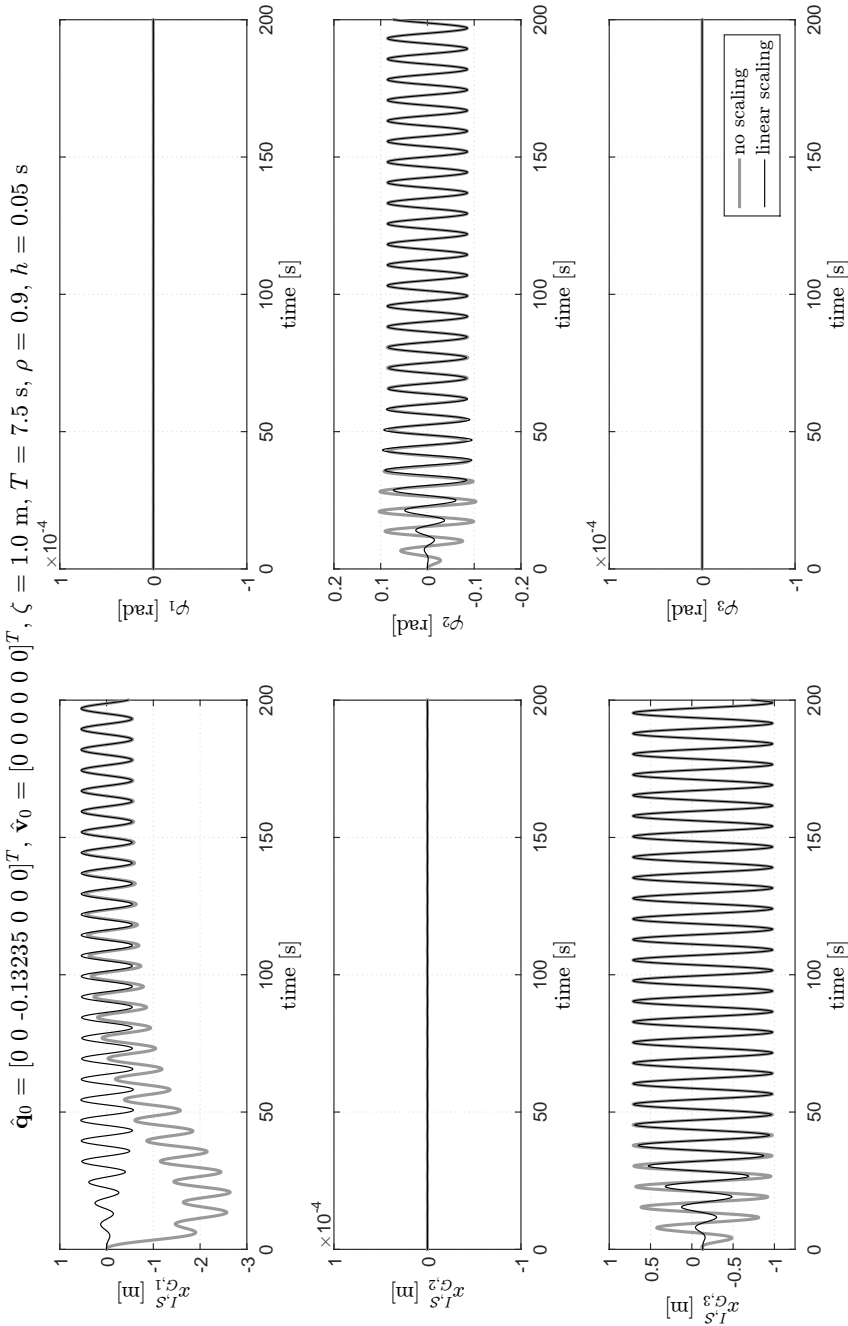 q̂₀ = [0 0 -0.13235 0 0 0]ᵀ, v̂₀ = [0 0 0 0 0 0]ᵀ, ζ = 1.0 m, T = 7.5 s, ρ = 0.9, h = 0.05 s
1
0
-1
-2
-3
0 50 100 150 200
time [s]
x^{I,S}_{G,1} [m]
×10⁻⁴
1
0
-1
0 50 100 150 200
time [s]
φ₁ [rad]
×10⁻⁴
1
0
-1
0 50 100 150 200
time [s]
x^{I,S}_{G,2} [m]
0.2
0.1
0
-0.1
-0.2
0 50 100 150 200
time [s]
φ₂ [rad]
1
0.5
0
-0.5
-1
0 50 100 150 200
time [s]
x^{I,S}_{G,3} [m]
×10⁻⁴
1
0
-1
0 50 100 150 200
time [s]
φ₃ [rad]
no scaling
linear scaling